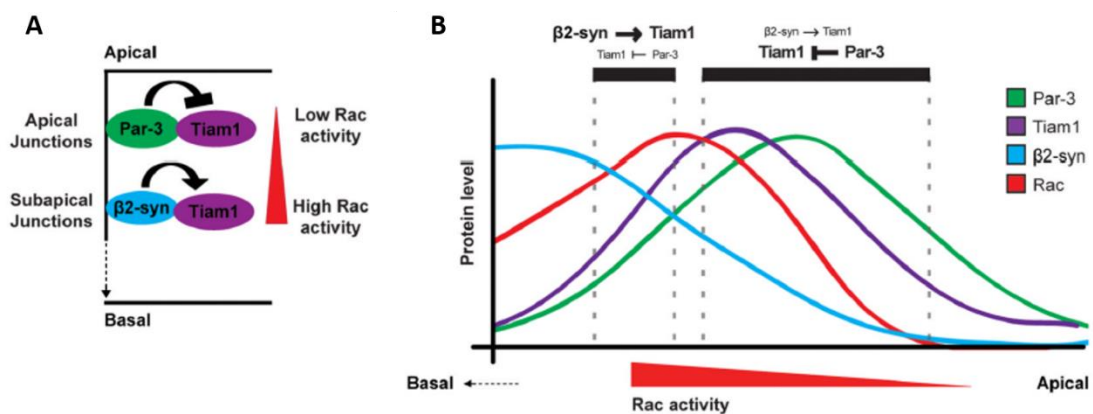 A
Apical
Apical
Junctions
Par-3
Tiam1
Low Rac
activity
Subapical
Junctions
β2-syn
Tiam1
High Rac
activity
Basal
B
β2-syn → Tiam1
Tiam1 ⊢ Par-3
β2-syn → Tiam1
Tiam1 ⊢ Par-3
Protein level
Par-3
Tiam1
β2-syn
Rac
Basal
Apical
Rac activity